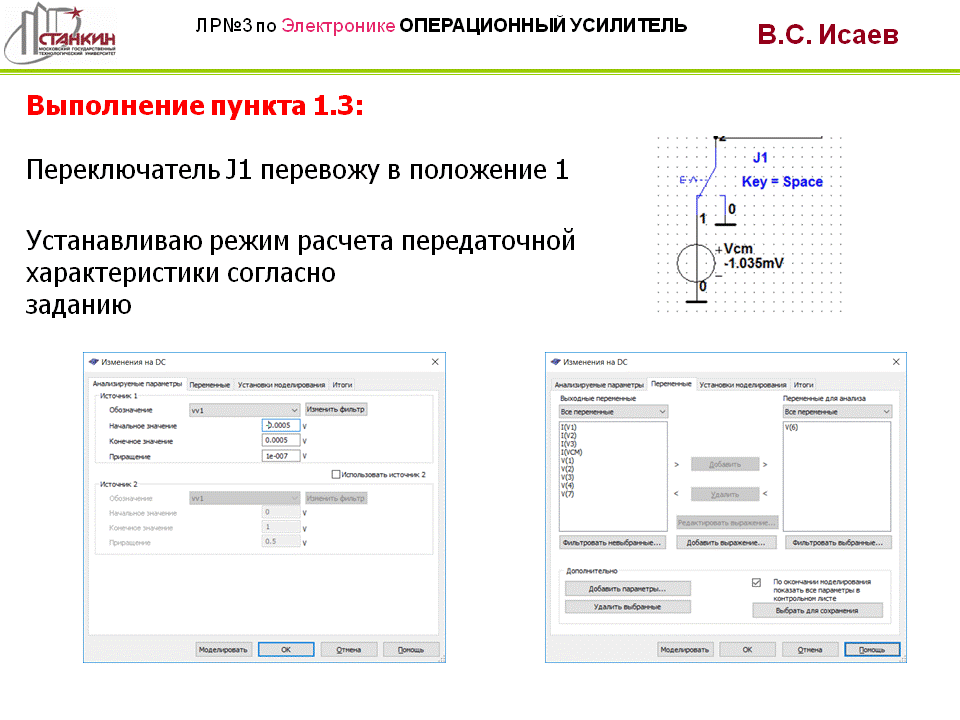 СТАНКИН
МОСКОВСКИЙ ГОСУДАРСТВЕННЫЙ
ТЕХНОЛОГИЧЕСКИЙ УНИВЕРСИТЕТ
ЛР№3 по Электронике ОПЕРАЦИОННЫЙ УСИЛИТЕЛЬ
В.С. Исаев
Выполнение пункта 1.3:
Переключатель J1 перевожу в положение 1
Устанавливаю режим расчета передаточной
характеристики согласно
заданию
2
J1
Key = Space
0
1
+
Vcm
-1.035mV
0
Изменения на DC
Анализируемые параметры Переменные Установки моделирования Итоги
Источник 1
Обозначение vv1 Изменить фильтр
Начальное значение -0.0005 V
Конечное значение 0.0005 V
Приращение 1e-007 V
Использовать источник 2
Источник 2
Обозначение vv1 Изменить фильтр
Начальное значение 0 V
Конечное значение 1 V
Приращение 0.5 V
Моделировать OK Отмена Помощь
Изменения на DC
Анализируемые параметры Переменные Установки моделирования Итоги
Выходные переменные Переменные для анализа
Все переменные Все переменные
I(V1) V(6)
I(V2)
I(V3)
I(VCM)
V(1)
V(2)
V(3)
V(4)
V(7)
> Добавить >
< Удалить <
Редактировать выражение...
Фильтровать невыбранные... Добавить выражение... Фильтровать выбранные...
Дополнительно
Добавить параметры...
Удалить выбранные
По окончании моделирования
показать все параметры в
контрольном листе
Выбрать для сохранения
Моделировать OK Отмена Помощь